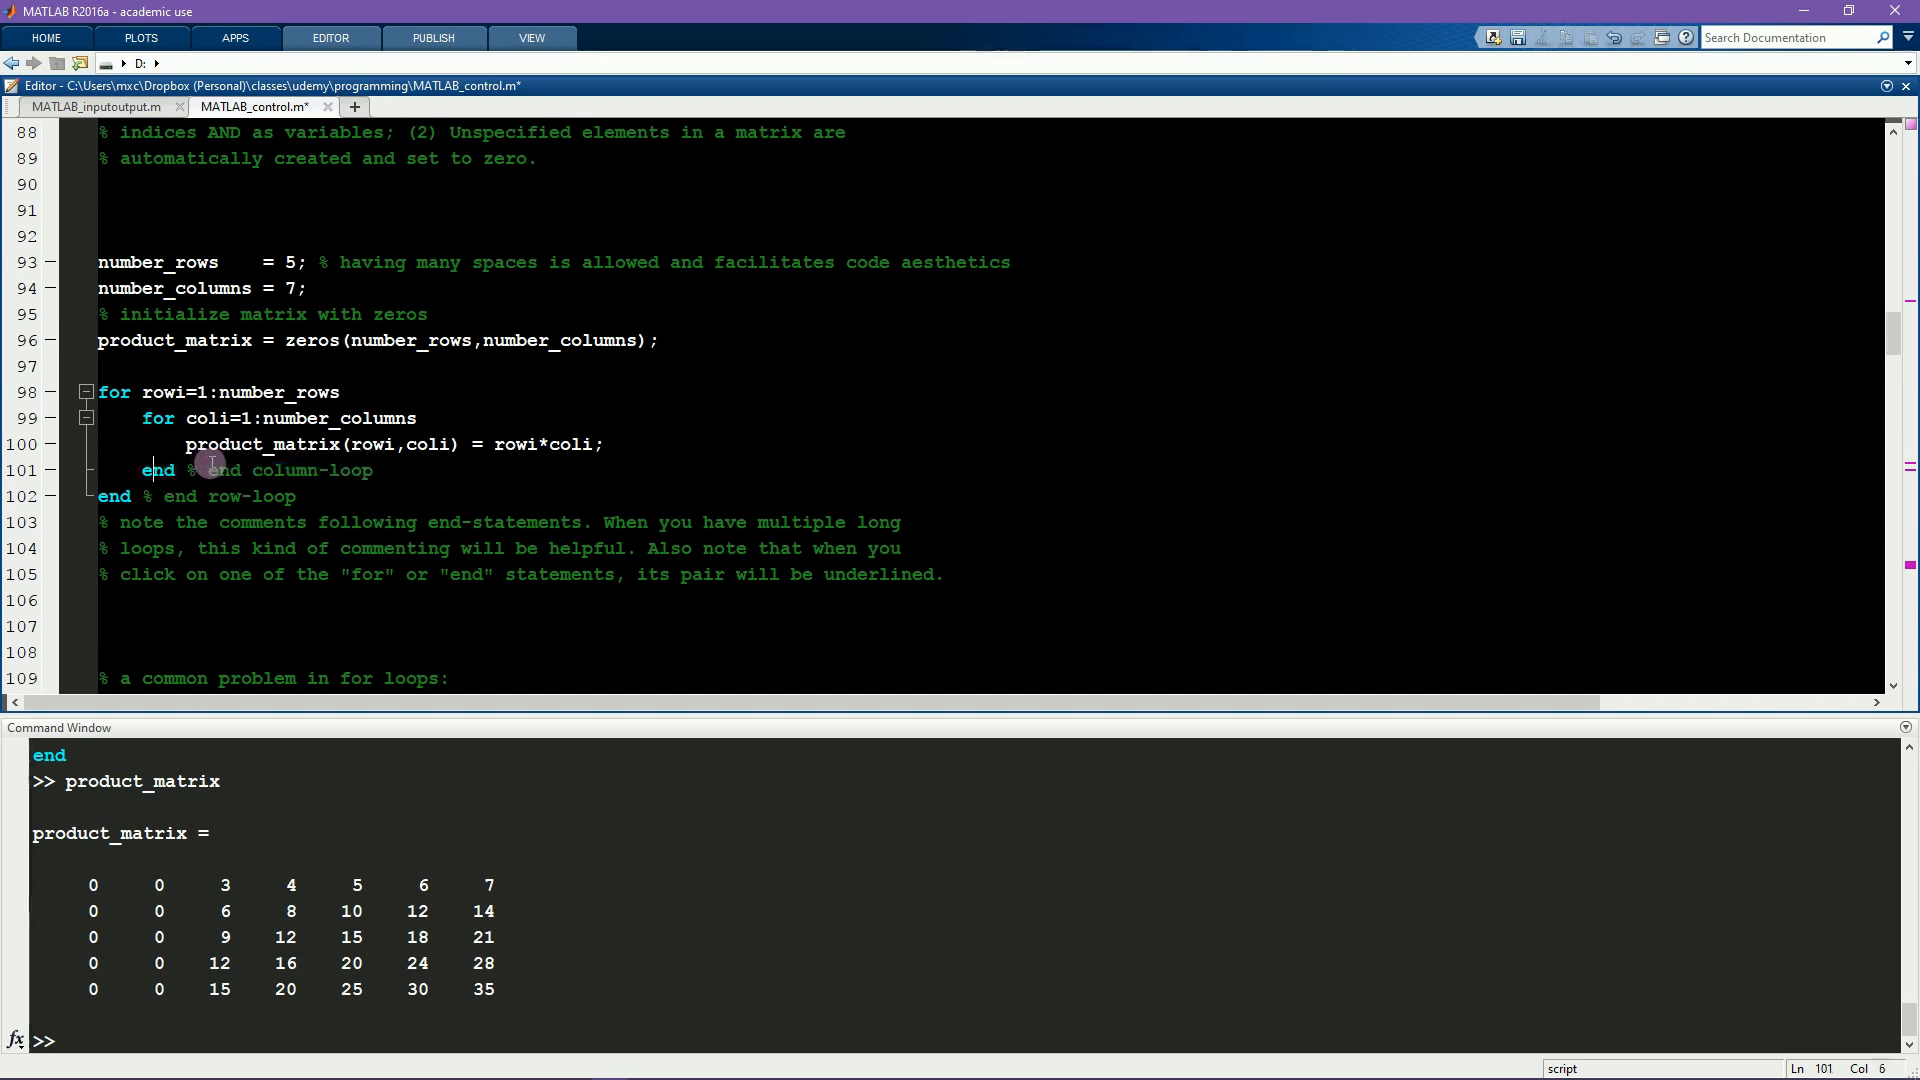 MATLAB R2016a - academic use
HOME PLOTS APPS EDITOR PUBLISH VIEW Search Documentation
D:
Editor - C:\Users\mxc\Dropbox (Personal)\classes\udemy\programming\MATLAB_control.m*
MATLAB_inputoutput.m MATLAB_control.m* +
88 % indices AND as variables; (2) Unspecified elements in a matrix are
89 % automatically created and set to zero.
90
91
92
93 number_rows    = 5; % having many spaces is allowed and facilitates code aesthetics
94 number_columns = 7;
95 % initialize matrix with zeros
96 product_matrix = zeros(number_rows,number_columns);
97
98 for rowi=1:number_rows
99     for coli=1:number_columns
100         product_matrix(rowi,coli) = rowi*coli;
101     end % end column-loop
102 end % end row-loop
103 % note the comments following end-statements. When you have multiple long
104 % loops, this kind of commenting will be helpful. Also note that when you
105 % click on one of the "for" or "end" statements, its pair will be underlined.
106
107
108
109 % a common problem in for loops:
Command Window
end
>> product_matrix
product_matrix =
0 0 3 4 5 6 7
0 0 6 8 10 12 14
0 0 9 12 15 18 21
0 0 12 16 20 24 28
0 0 15 20 25 30 35
fx >>
script Ln 101 Col 6